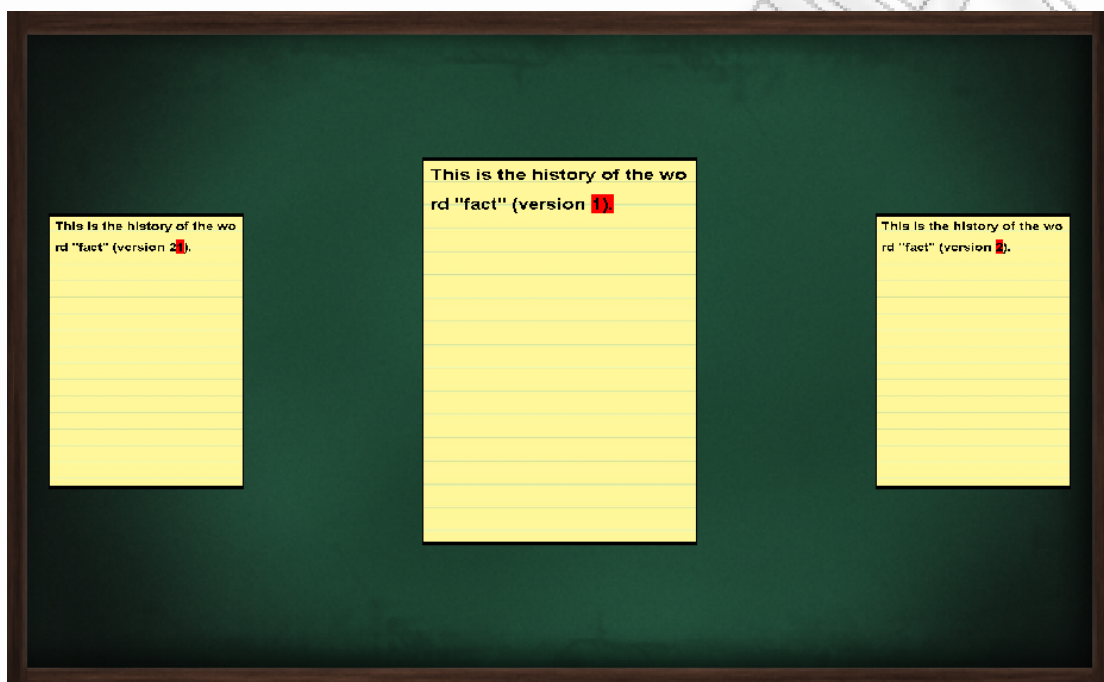 This is the history of the wo
rd "fact" (version 21).
This is the history of the wo
rd "fact" (version 1).
This is the history of the wo
rd "fact" (version 2).